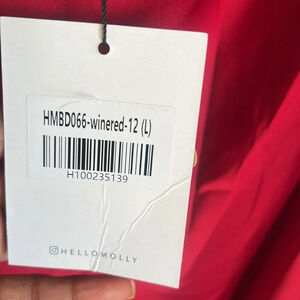 HMBD066-winered-12 (L)
H100235139
HELLOMOLLY